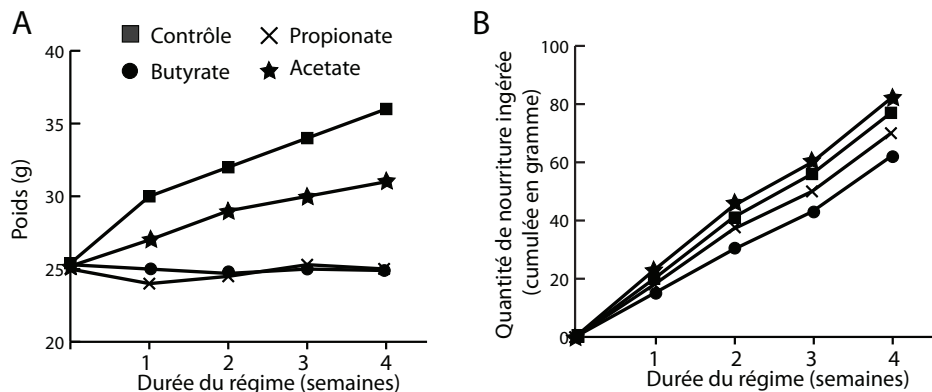 A
Contrôle
Propionate
Butyrate
Acetate
40
35
30
25
20
Poids (g)
1 2 3 4
Durée du régime (semaines)
B
Quantité de nourriture ingérée
(cumulée en gramme)
100
80
60
40
20
0
1 2 3 4
Durée du régime (semaines)